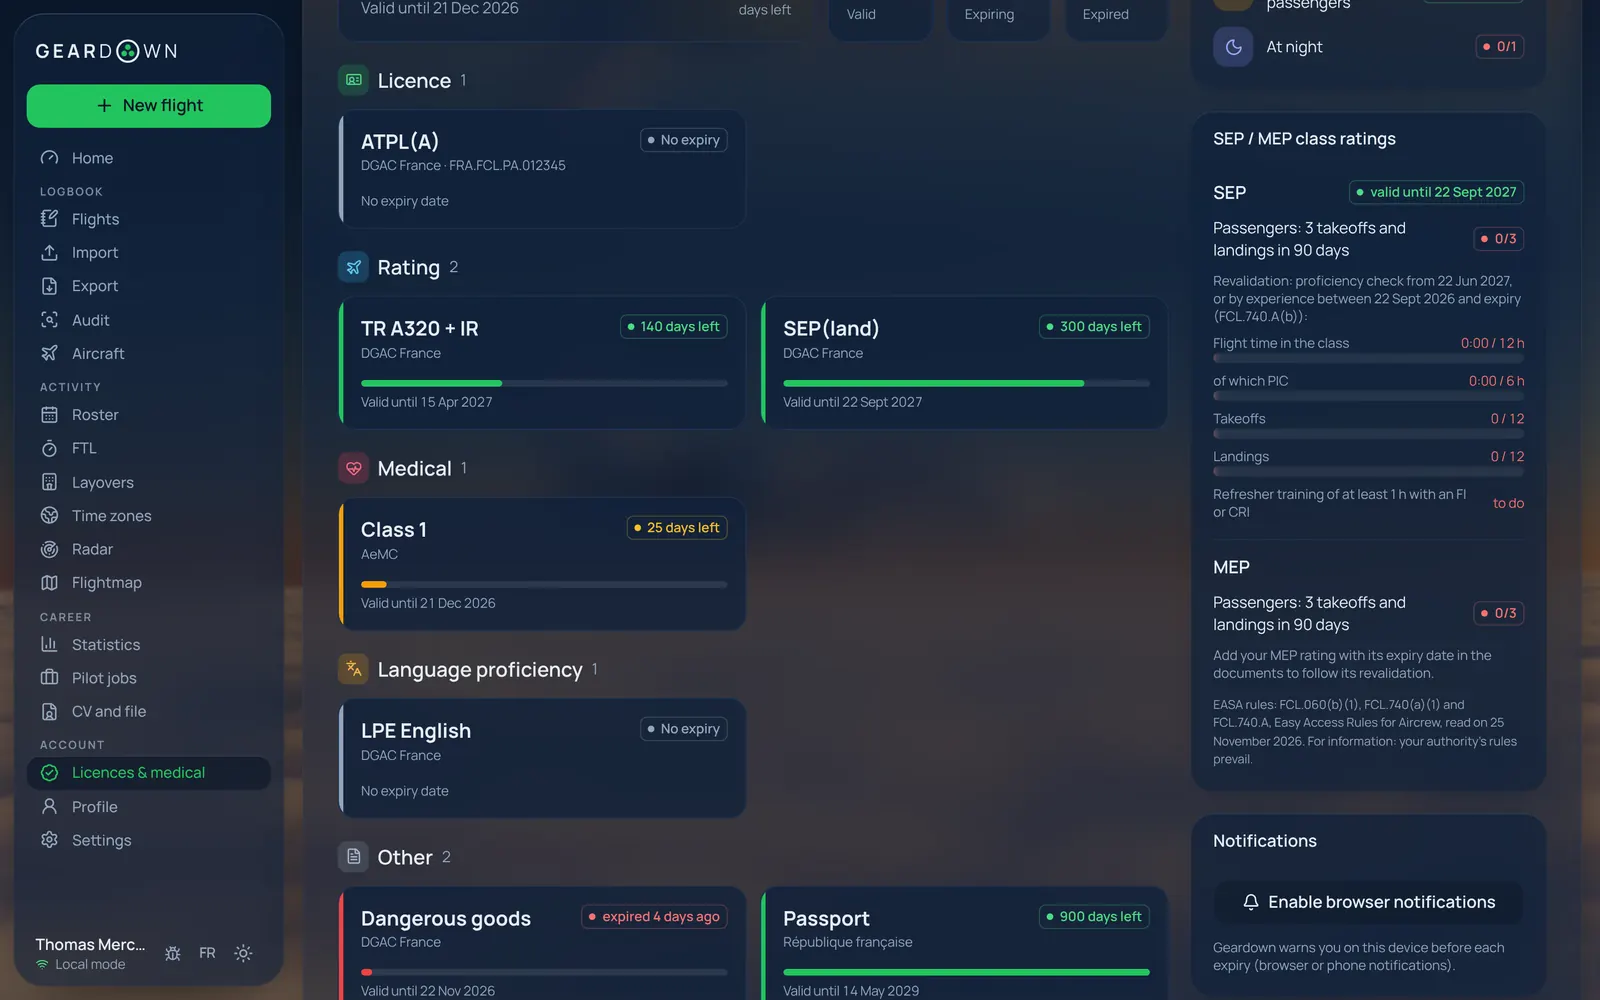 GEARDOWN
+ New flight
Home
LOGBOOK
Flights
Import
Export
Audit
Aircraft
ACTIVITY
Roster
FTL
Layovers
Time zones
Radar
Flightmap
CAREER
Statistics
Pilot jobs
CV and file
ACCOUNT
Licences & medical
Profile
Settings
Thomas Merc...
Local mode
FR
Valid until 21 Dec 2026
days left
Valid
Expiring
Expired
Licence 1
ATPL(A)
No expiry
DGAC France · FRA.FCL.PA.012345
No expiry date
Rating 2
TR A320 + IR
140 days left
DGAC France
Valid until 15 Apr 2027
SEP(land)
300 days left
DGAC France
Valid until 22 Sept 2027
Medical 1
Class 1
25 days left
AeMC
Valid until 21 Dec 2026
Language proficiency 1
LPE English
No expiry
DGAC France
No expiry date
Other 2
Dangerous goods
expired 4 days ago
DGAC France
Valid until 22 Nov 2026
Passport
900 days left
République française
Valid until 14 May 2029
passengers
At night
0/1
SEP / MEP class ratings
SEP
valid until 22 Sept 2027
Passengers: 3 takeoffs and
landings in 90 days
0/3
Revalidation: proficiency check from 22 Jun 2027,
or by experience between 22 Sept 2026 and expiry
(FCL.740.A(b)):
Flight time in the class
0:00 / 12 h
of which PIC
0:00 / 6 h
Takeoffs
0 / 12
Landings
0 / 12
Refresher training of at least 1 h with an FI
or CRI
to do
MEP
Passengers: 3 takeoffs and
landings in 90 days
0/3
Add your MEP rating with its expiry date in the
documents to follow its revalidation.
EASA rules: FCL.060(b)(1), FCL.740(a)(1) and
FCL.740.A, Easy Access Rules for Aircrew, read on 25
November 2026. For information: your authority's rules
prevail.
Notifications
Enable browser notifications
Geardown warns you on this device before each
expiry (browser or phone notifications).